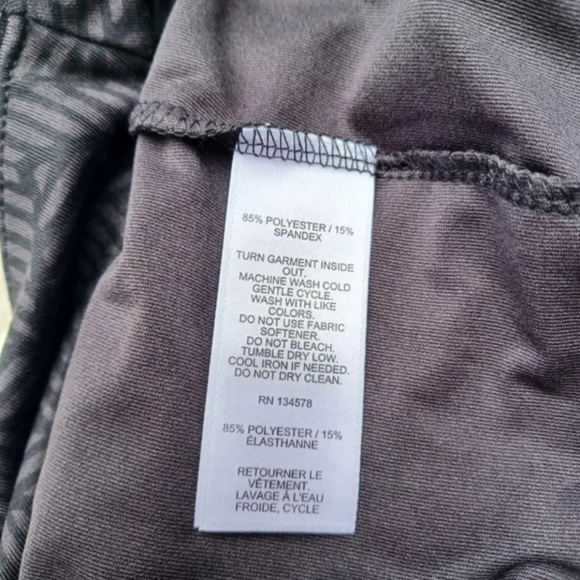 85% POLYESTER / 15%
SPANDEX
TURN GARMENT INSIDE
OUT.
MACHINE WASH COLD
GENTLE CYCLE.
WASH WITH LIKE
COLORS.
DO NOT USE FABRIC
SOFTENER.
DO NOT BLEACH.
TUMBLE DRY LOW.
COOL IRON IF NEEDED.
DO NOT DRY CLEAN.
RN 134578
85% POLYESTER / 15%
ÉLASTHANNE
RETOURNER LE
VÊTEMENT.
LAVAGE À L'EAU
FROIDE, CYCLE